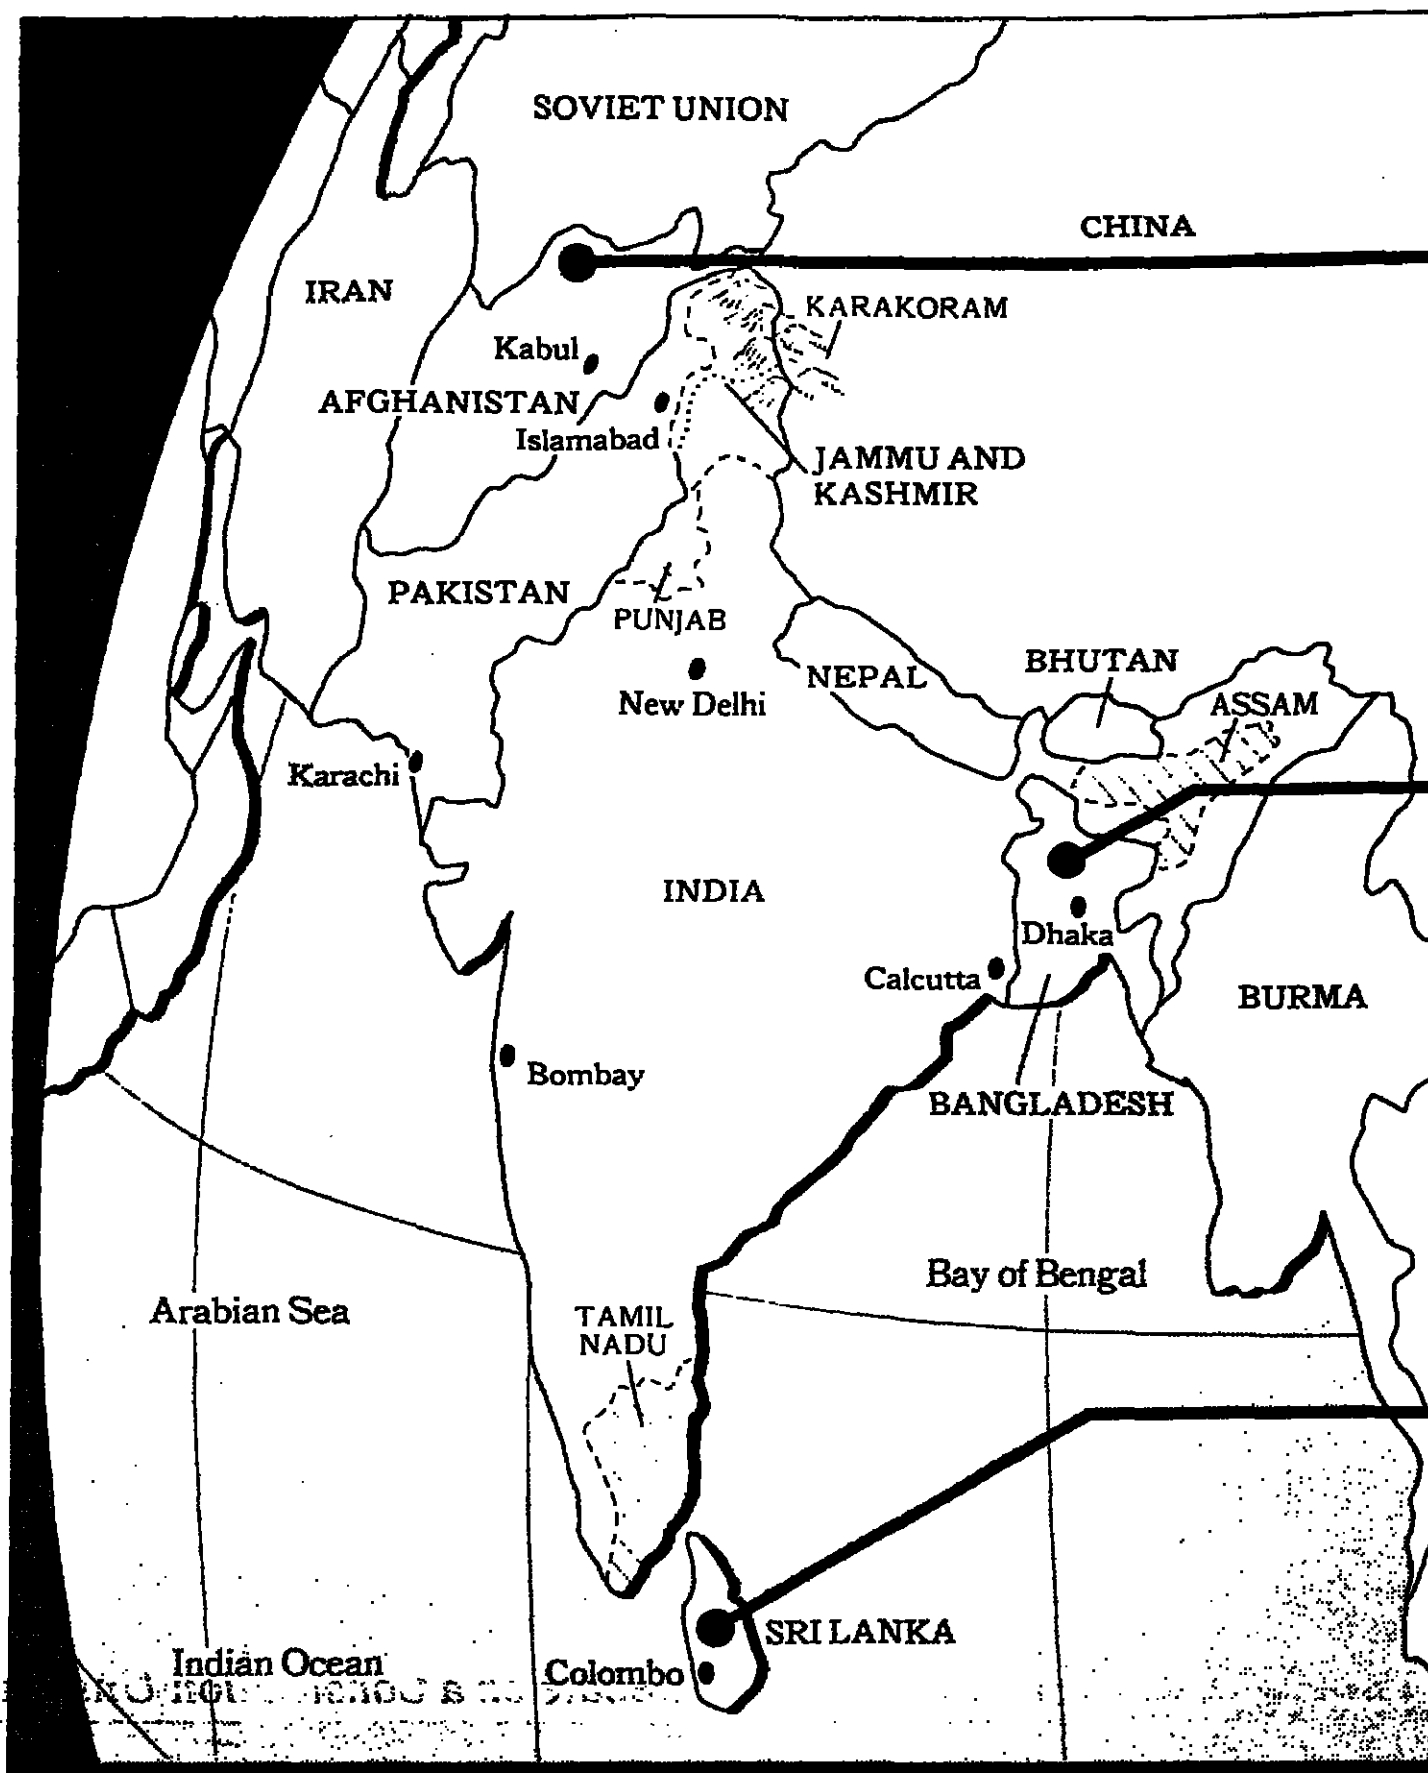 SOVIET UNION
CHINA
IRAN
KARAKORAM
Kabul
AFGHANISTAN
Islamabad
JAMMU AND
KASHMIR
PAKISTAN
PUNJAB
BHUTAN
NEPAL
New Delhi
ASSAM
Karachi
INDIA
Dhaka
Calcutta
BURMA
Bombay
BANGLADESH
Bay of Bengal
Arabian Sea
TAMIL
NADU
SRI LANKA
Indian Ocean
Colombo